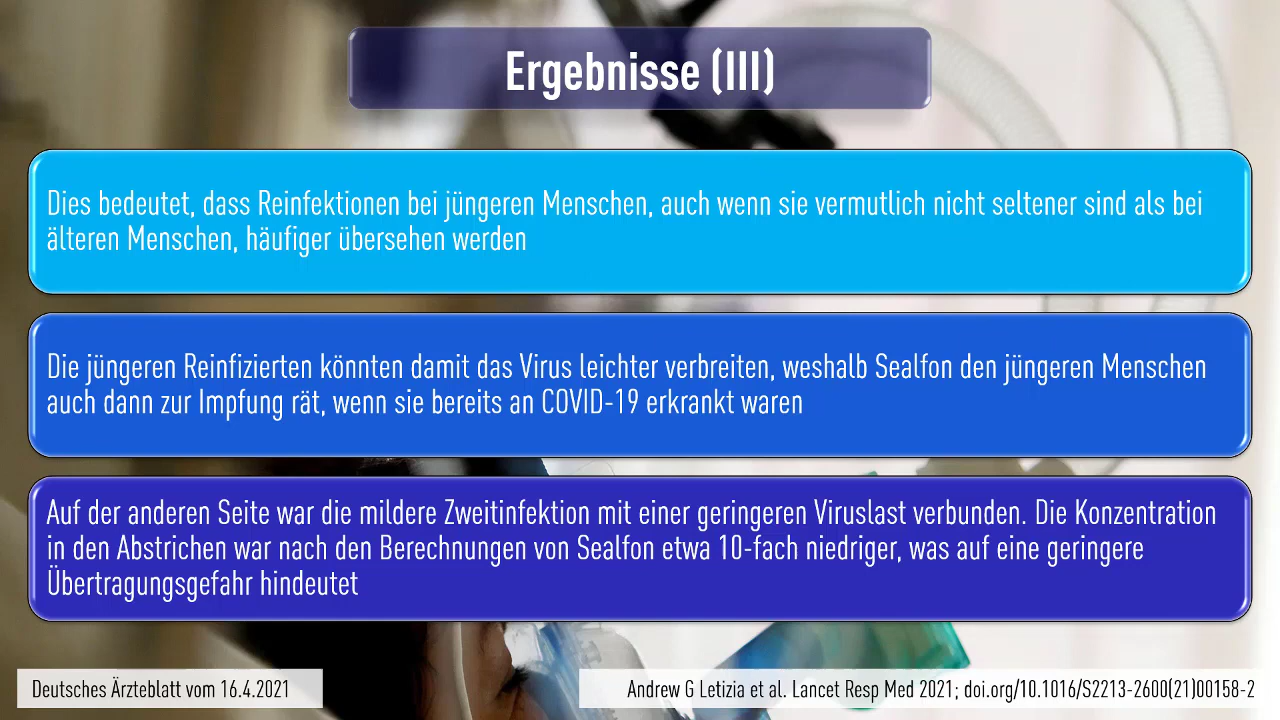 Ergebnisse (III)
Dies bedeutet, dass Reinfektionen bei jüngeren Menschen, auch wenn sie vermutlich nicht seltener sind als bei
älteren Menschen, häufiger übersehen werden
Die jüngeren Reinfizierten könnten damit das Virus leichter verbreiten, weshalb Sealfon den jüngeren Menschen
auch dann zur Impfung rät, wenn sie bereits an COVID-19 erkrankt waren
Auf der anderen Seite war die mildere Zweitinfektion mit einer geringeren Viruslast verbunden. Die Konzentration
in den Abstrichen war nach den Berechnungen von Sealfon etwa 10-fach niedriger, was auf eine geringere
Übertragungsgefahr hindeutet
Deutsches Ärzteblatt vom 16.4.2021
Andrew G Letizia et al. Lancet Resp Med 2021; doi.org/10.1016/S2213-2600(21)00158-2